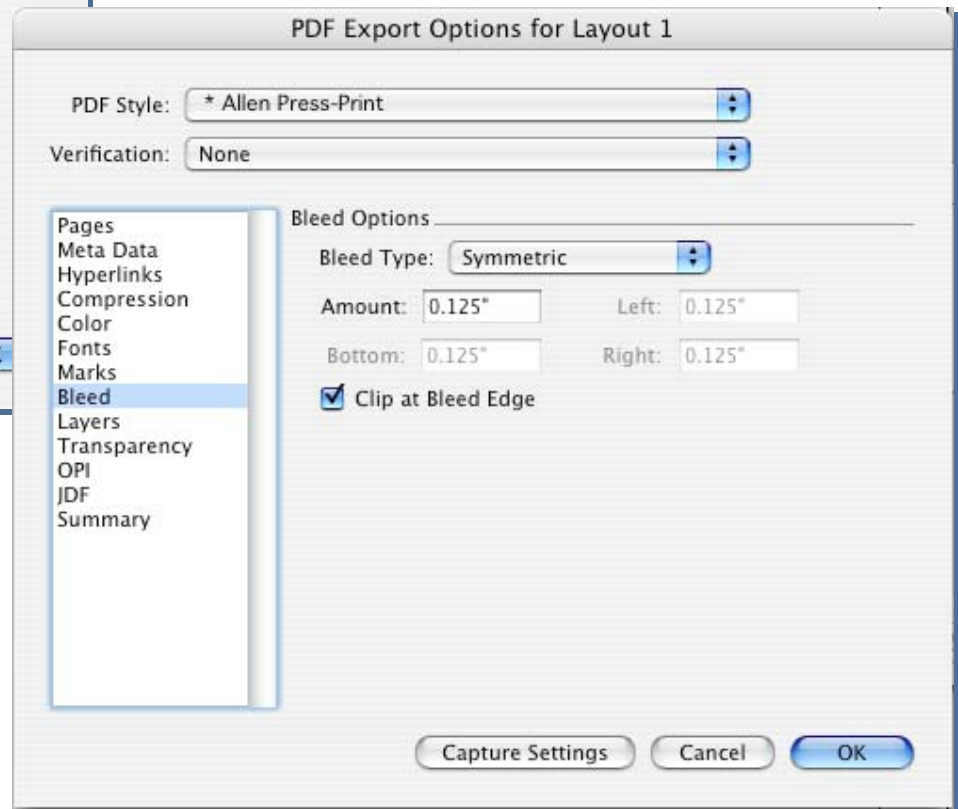 PDF Export Options for Layout 1
PDF Style: * Allen Press-Print
Verification: None
Pages
Meta Data
Hyperlinks
Compression
Color
Fonts
Marks
Bleed
Layers
Transparency
OPI
JDF
Summary
Bleed Options
Bleed Type: Symmetric
Amount: 0.125" Left: 0.125"
Bottom: 0.125" Right: 0.125"
Clip at Bleed Edge
Capture Settings Cancel OK